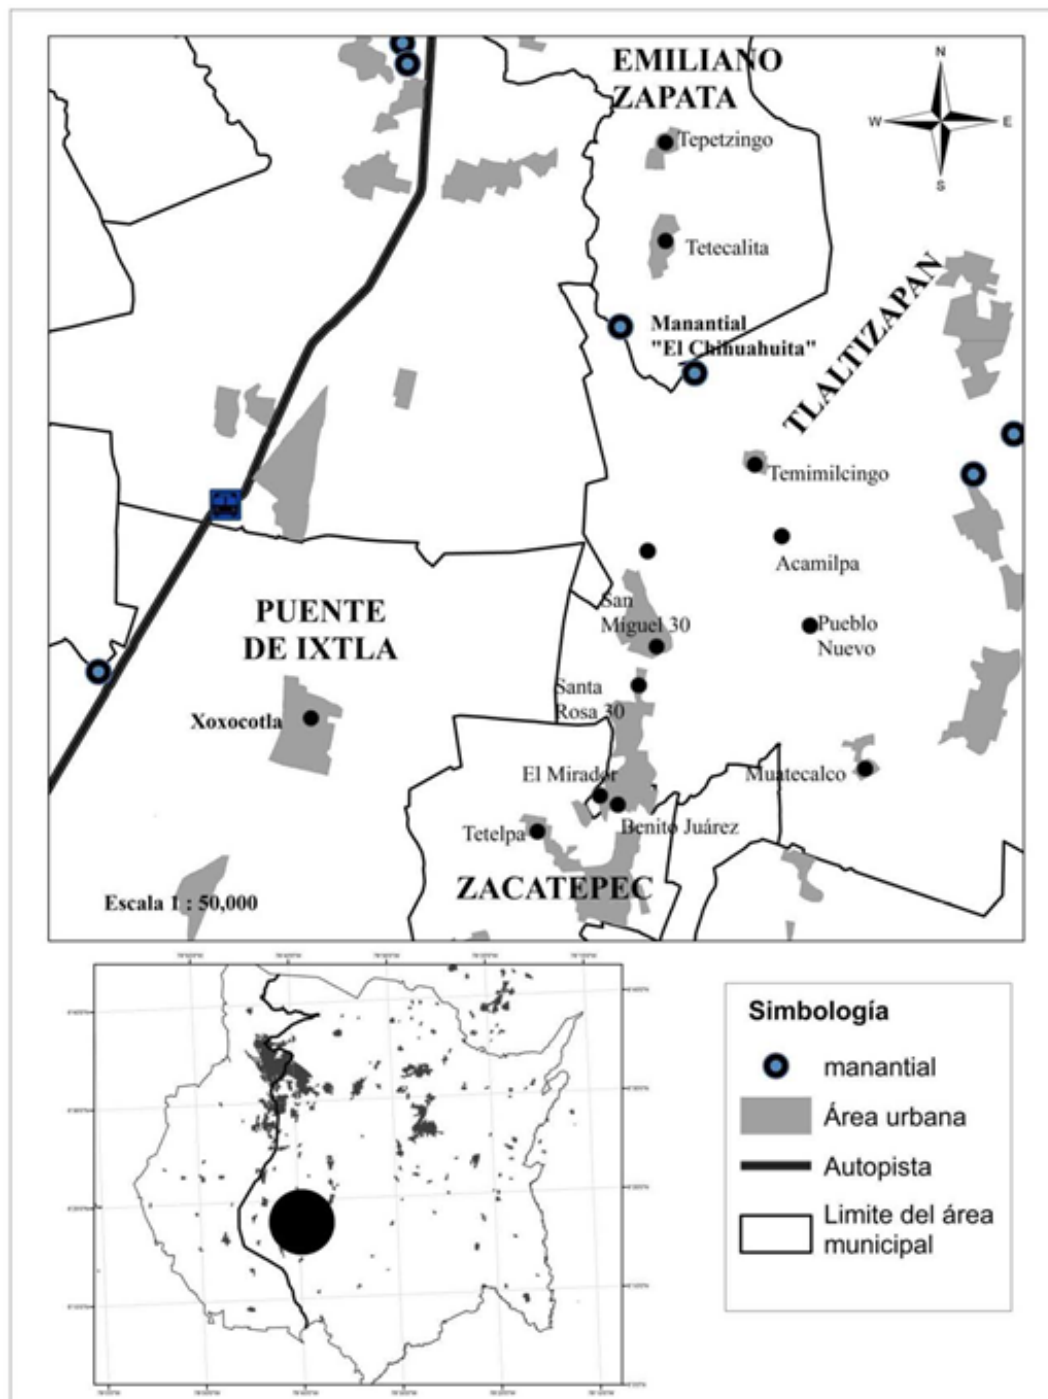 EMILIANO
ZAPATA
N
W
E
S
Tepetzingo
Tetecalita
TLALTIZAPAN
Manantial
"El Chihuahuita"
Temimilcingo
Acamilpa
San
Miguel 30
Pueblo
Nuevo
PUENTE
DE IXTLA
Santa
Rosa 30
Xoxocotla
El Mirador
Muatecalco
Benito Juárez
Tetelpa
ZACATEPEC
Escala 1 : 50,000
Simbología
manantial
Área urbana
Autopista
Limite del área
municipal